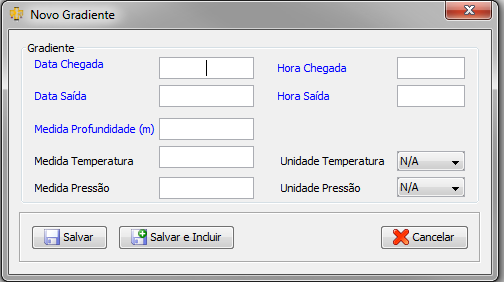 Novo Gradiente
Gradiente
Data Chegada Hora Chegada
Data Saída Hora Saída
Medida Profundidade (m)
Medida Temperatura Unidade Temperatura N/A
Medida Pressão Unidade Pressão N/A
Salvar Salvar e Incluir Cancelar